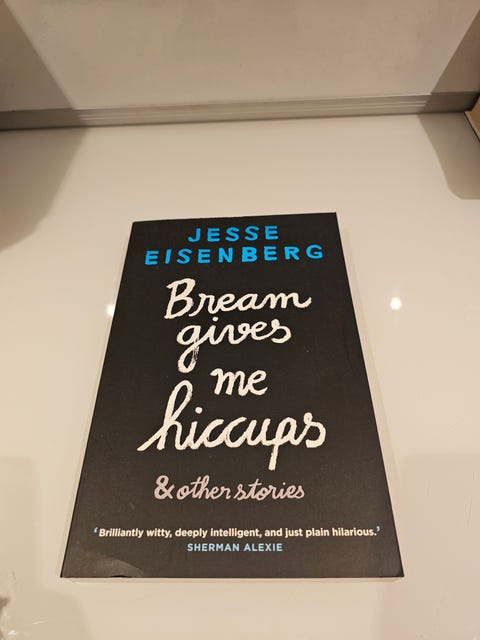 JESSE
EISENBERG
Bream
gives
me
hiccups
& other stories
‘Brilliantly witty, deeply intelligent, and just plain hilarious.’
SHERMAN ALEXIE